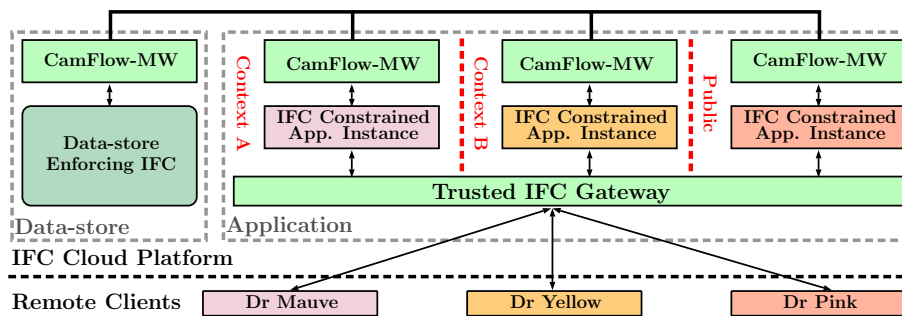 CamFlow-MW
CamFlow-MW
CamFlow-MW
CamFlow-MW
Context A
Context B
Public
IFC Constrained
App. Instance
IFC Constrained
App. Instance
IFC Constrained
App. Instance
Data-store
Enforcing IFC
Trusted IFC Gateway
Data-store
Application
IFC Cloud Platform
Remote Clients
Dr Mauve
Dr Yellow
Dr Pink